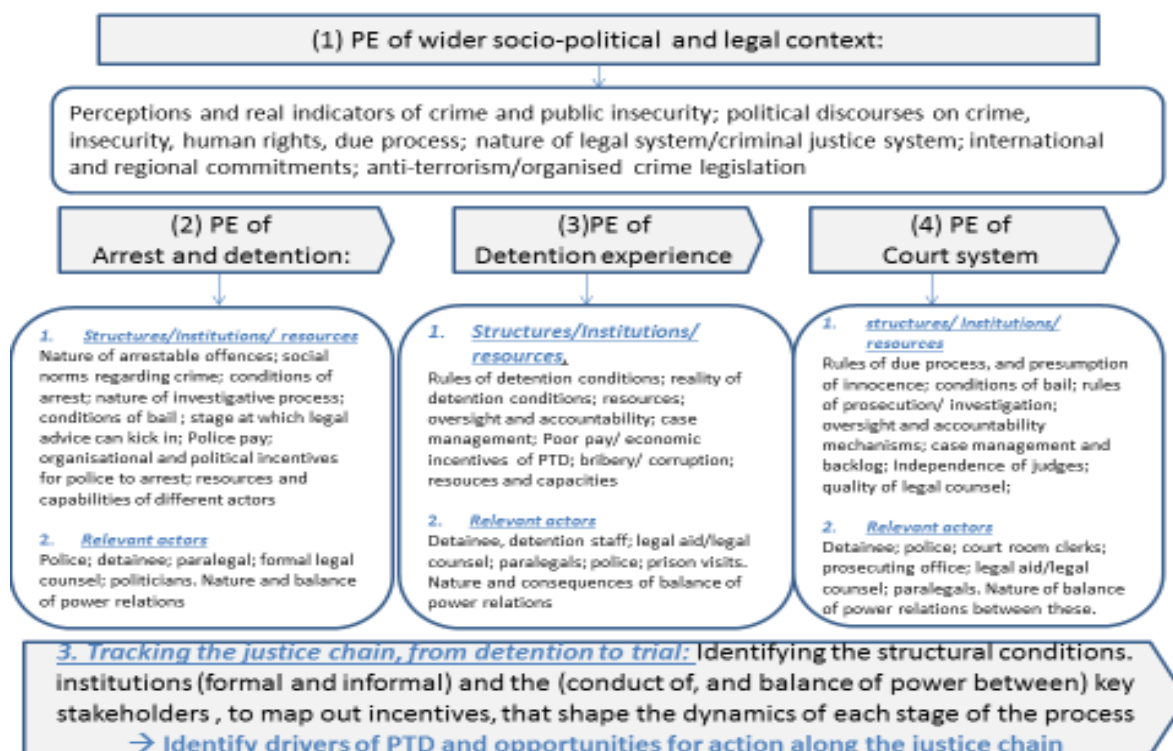 (1) PE of wider socio-political and legal context:
Perceptions and real indicators of crime and public insecurity; political discourses on crime,
insecurity, human rights, due process; nature of legal system/criminal justice system; international
and regional commitments; anti-terrorism/organised crime legislation
(2) PE of
Arrest and detention:
1. Structures/Institutions/ resources
Nature of arrestable offences; social
norms regarding crime; conditions of
arrest; nature of investigative process;
conditions of bail ; stage at which legal
advice can kick in; Police pay;
organisational and political incentives
for police to arrest; resources and
capabilities of different actors
2. Relevant actors
Police; detainee; paralegal; formal legal
counsel; politicians. Nature and balance
of power relations
(3)PE of
Detention experience
1. Structures/Institutions/
resources,
Rules of detention conditions; reality of
detention conditions; resources;
oversight and accountability; case
management; Poor pay/ economic
incentives of PTD; bribery/ corruption;
resouces and capacities
2. Relevant actors
Detainee, detention staff; legal aid/legal
counsel; paralegals; police; prison visits.
Nature and consequences of balance of
power relations
(4) PE of
Court system
1. structures/ Institutions/
resources
Rules of due process, and presumption
of innocence; conditions of bail; rules
of prosecution/ investigation;
oversight and accountability
mechanisms; case management and
backlog; Independence of judges;
quality of legal counsel;
2. Relevant actors
Detainee; police; court room clerks;
prosecuting office; legal aid/legal
counsel; paralegals. Nature of balance
of power relations between these.
3. Tracking the justice chain, from detention to trial: Identifying the structural conditions.
institutions (formal and informal) and the (conduct of, and balance of power between) key
stakeholders , to map out incentives, that shape the dynamics of each stage of the process
→ Identify drivers of PTD and opportunities for action along the justice chain